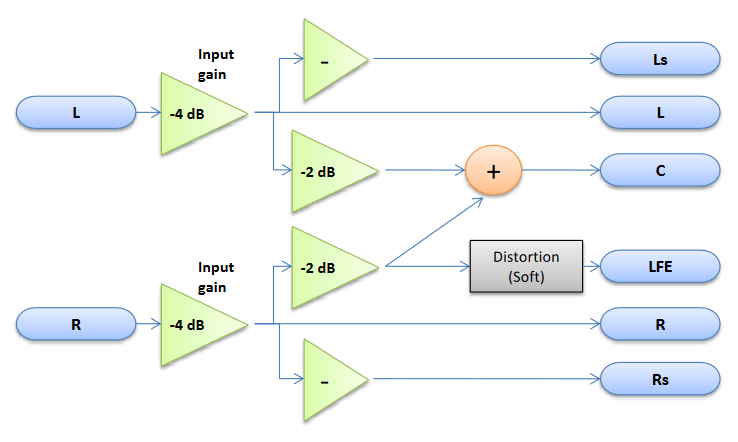 Input
gain
–
Ls
L
-4 dB
L
-2 dB
+
C
Input
gain
-2 dB
Distortion
(Soft)
LFE
R
-4 dB
R
–
Rs